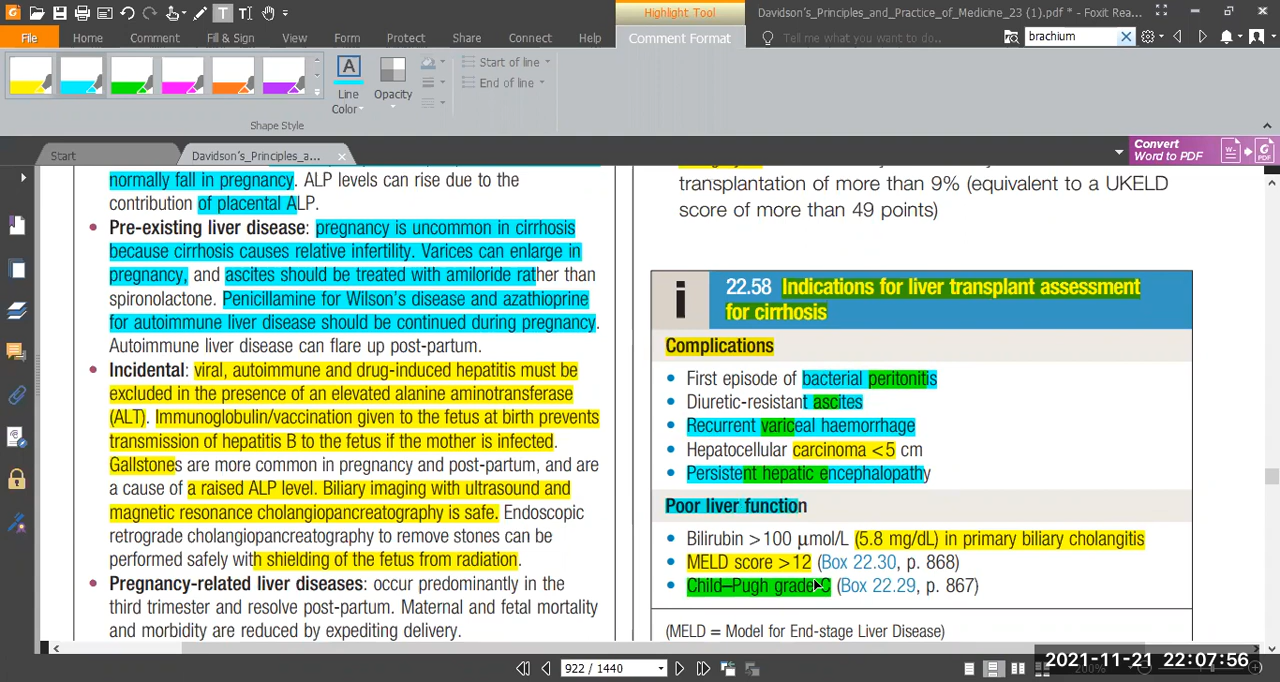 Highlight Tool
Davidson's_Principles_and_Practice_of_Medicine_23 (1).pdf * - Foxit Rea...
File Home Comment Fill & Sign View Form Protect Share Connect Help Comment Format Tell me what you want to do.. brachium
Line Color
Opacity
Start of line
End of line
Shape Style
Start
Davidson's_Principles_a...
Convert
Word to PDF
normally fall in pregnancy. ALP levels can rise due to the
contribution of placental ALP.
• Pre-existing liver disease: pregnancy is uncommon in cirrhosis
because cirrhosis causes relative infertility. Varices can enlarge in
pregnancy, and ascites should be treated with amiloride rather than
spironolactone. Penicillamine for Wilson's disease and azathioprine
for autoimmune liver disease should be continued during pregnancy.
Autoimmune liver disease can flare up post-partum.
• Incidental: viral, autoimmune and drug-induced hepatitis must be
excluded in the presence of an elevated alanine aminotransferase
(ALT). Immunoglobulin/vaccination given to the fetus at birth prevents
transmission of hepatitis B to the fetus if the mother is infected.
Gallstones are more common in pregnancy and post-partum, and are
a cause of a raised ALP level. Biliary imaging with ultrasound and
magnetic resonance cholangiopancreatography is safe. Endoscopic
retrograde cholangiopancreatography to remove stones can be
performed safely with shielding of the fetus from radiation.
• Pregnancy-related liver diseases: occur predominantly in the
third trimester and resolve post-partum. Maternal and fetal mortality
and morbidity are reduced by expediting delivery.
transplantation of more than 9% (equivalent to a UKELD
score of more than 49 points)
i
22.58 Indications for liver transplant assessment
for cirrhosis
Complications
• First episode of bacterial peritonitis
• Diuretic-resistant ascites
• Recurrent variceal haemorrhage
• Hepatocellular carcinoma <5 cm
• Persistent hepatic encephalopathy
Poor liver function
• Bilirubin >100 μmol/L (5.8 mg/dL) in primary biliary cholangitis
• MELD score >12 (Box 22.30, p. 868)
• Child–Pugh grade C (Box 22.29, p. 867)
(MELD = Model for End-stage Liver Disease)
922 / 1440
2021-11-21 22:07:56